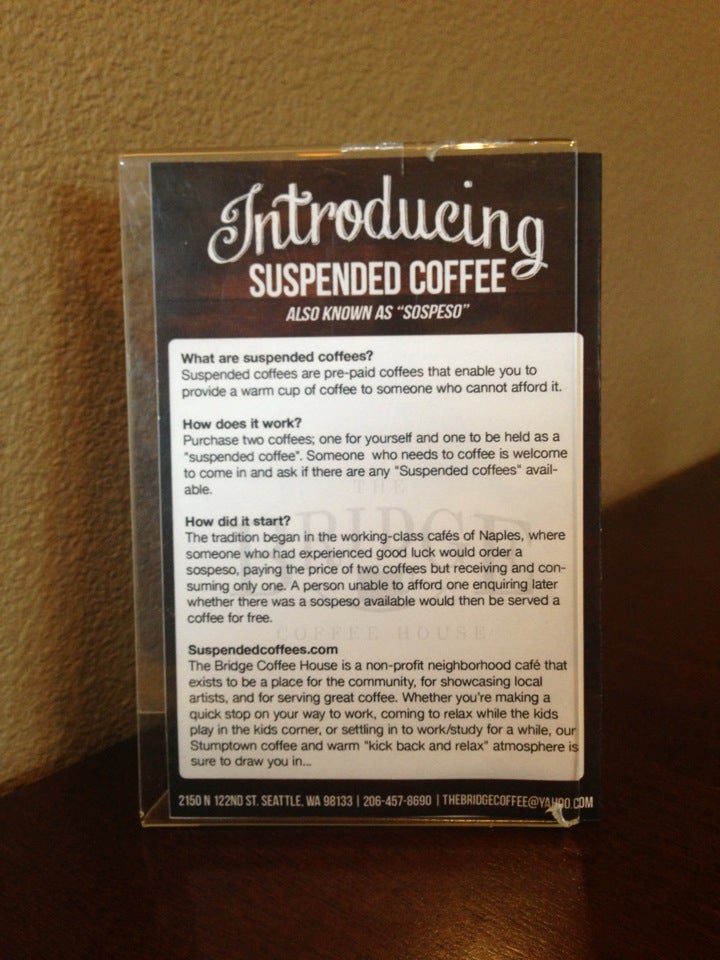 Introducing
SUSPENDED COFFEE
ALSO KNOWN AS "SOSPESO"
What are suspended coffees?
Suspended coffees are pre-paid coffees that enable you to
provide a warm cup of coffee to someone who cannot afford it.
How does it work?
Purchase two coffees; one for yourself and one to be held as a
"suspended coffee". Someone who needs to coffee is welcome
to come in and ask if there are any "Suspended coffees" avail-
able.
How did it start?
The tradition began in the working-class cafés of Naples, where
someone who had experienced good luck would order a
sospeso, paying the price of two coffees but receiving and con-
suming only one. A person unable to afford one enquiring later
whether there was a sospeso available would then be served a
coffee for free.
THE
BRIDGE
COFFEE HOUSE
Suspendedcoffees.com
The Bridge Coffee House is a non-profit neighborhood café that
exists to be a place for the community, for showcasing local
artists, and for serving great coffee. Whether you're making a
quick stop on your way to work, coming to relax while the kids
play in the kids corner, or settling in to work/study for a while, our
Stumptown coffee and warm "kick back and relax" atmosphere is
sure to draw you in...
2150 N 122ND ST. SEATTLE, WA 98133 | 206-457-8690 | THEBRIDGECOFFEE@YAHOO.COM